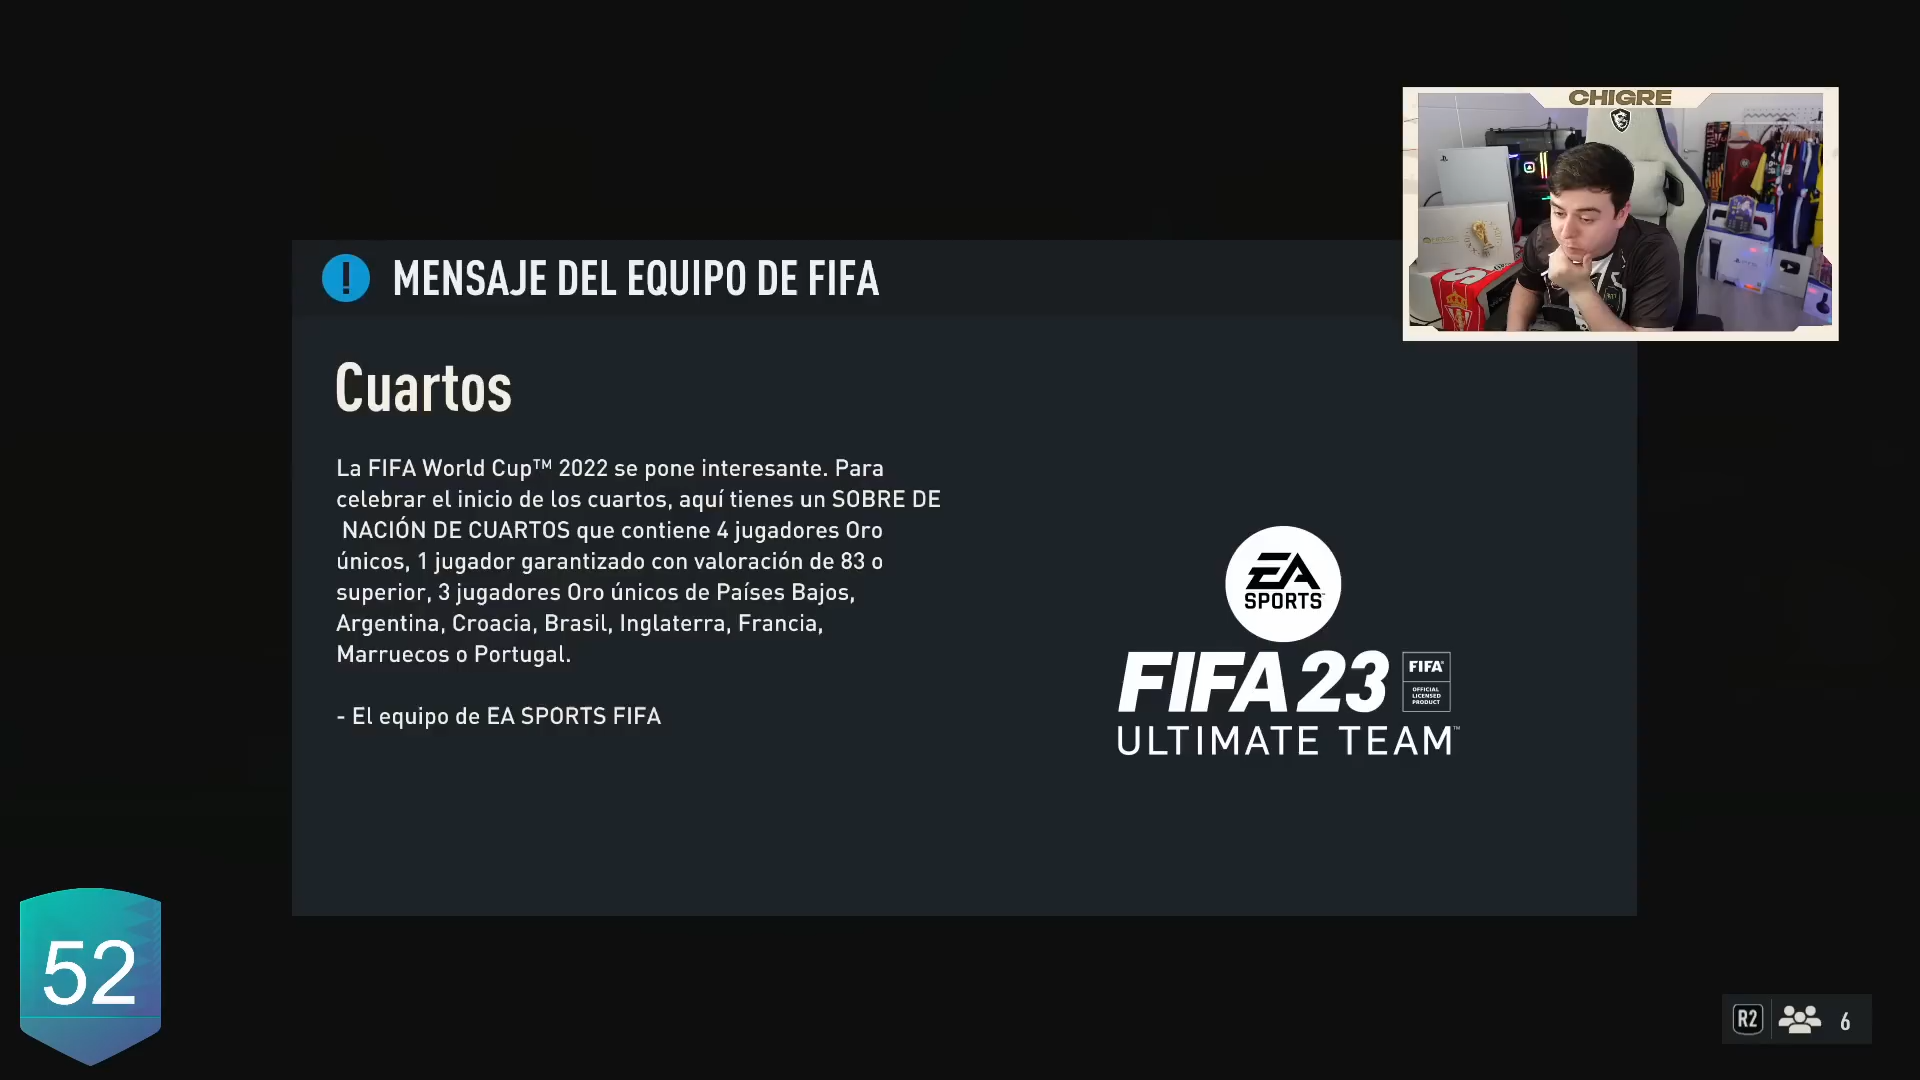 CHIGRE
MENSAJE DEL EQUIPO DE FIFA
Cuartos
La FIFA World Cup™ 2022 se pone interesante. Para
celebrar el inicio de los cuartos, aquí tienes un SOBRE DE
NACIÓN DE CUARTOS que contiene 4 jugadores Oro
únicos, 1 jugador garantizado con valoración de 83 o
superior, 3 jugadores Oro únicos de Países Bajos,
Argentina, Croacia, Brasil, Inglaterra, Francia,
Marruecos o Portugal.
- El equipo de EA SPORTS FIFA
EA
SPORTS™
FIFA 23
FIFA®
OFFICIAL
LICENSED
PRODUCT
ULTIMATE TEAM™
52
R2
6